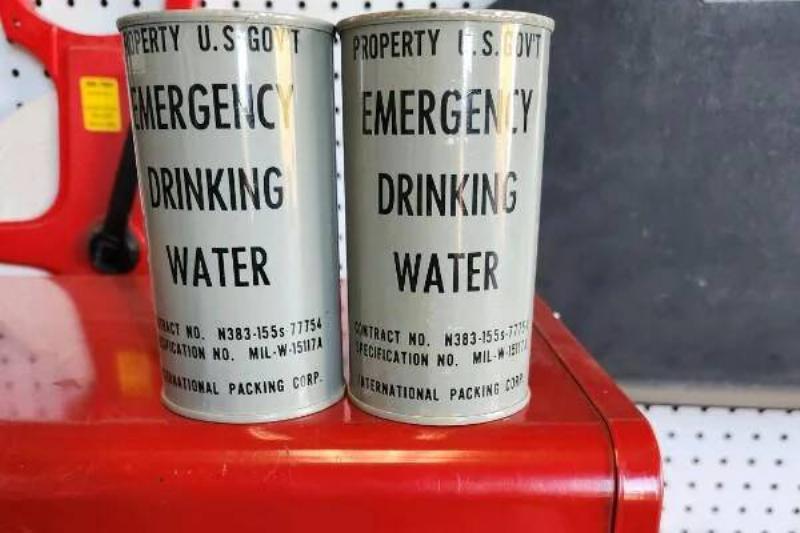 PROPERTY U.S. GOV'T
EMERGENCY
DRINKING
WATER
CONTRACT NO. N383-155s-77754
SPECIFICATION NO. MIL-W-15117A
INTERNATIONAL PACKING CORP.
PROPERTY U.S. GOV'T
EMERGENCY
DRINKING
WATER
CONTRACT NO. N383-155s-7775
SPECIFICATION NO. MIL-W-15117A
INTERNATIONAL PACKING CORP.